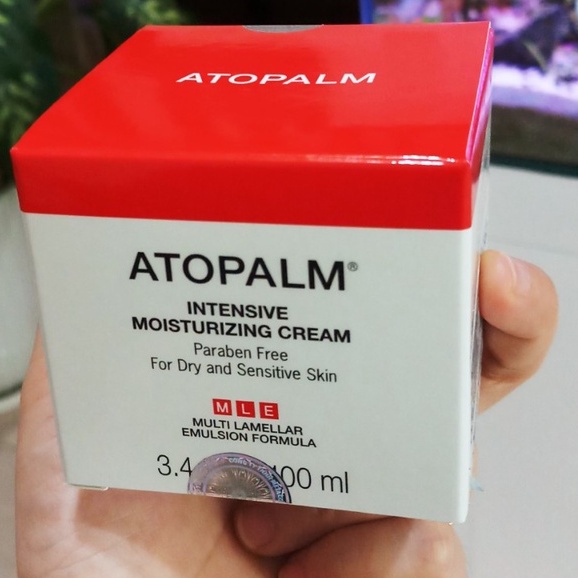 ATOPALM
ATOPALM®
INTENSIVE
MOISTURIZING CREAM
Paraben Free
For Dry and Sensitive Skin
MLE
MULTI LAMELLAR
EMULSION FORMULA
3.4 ml